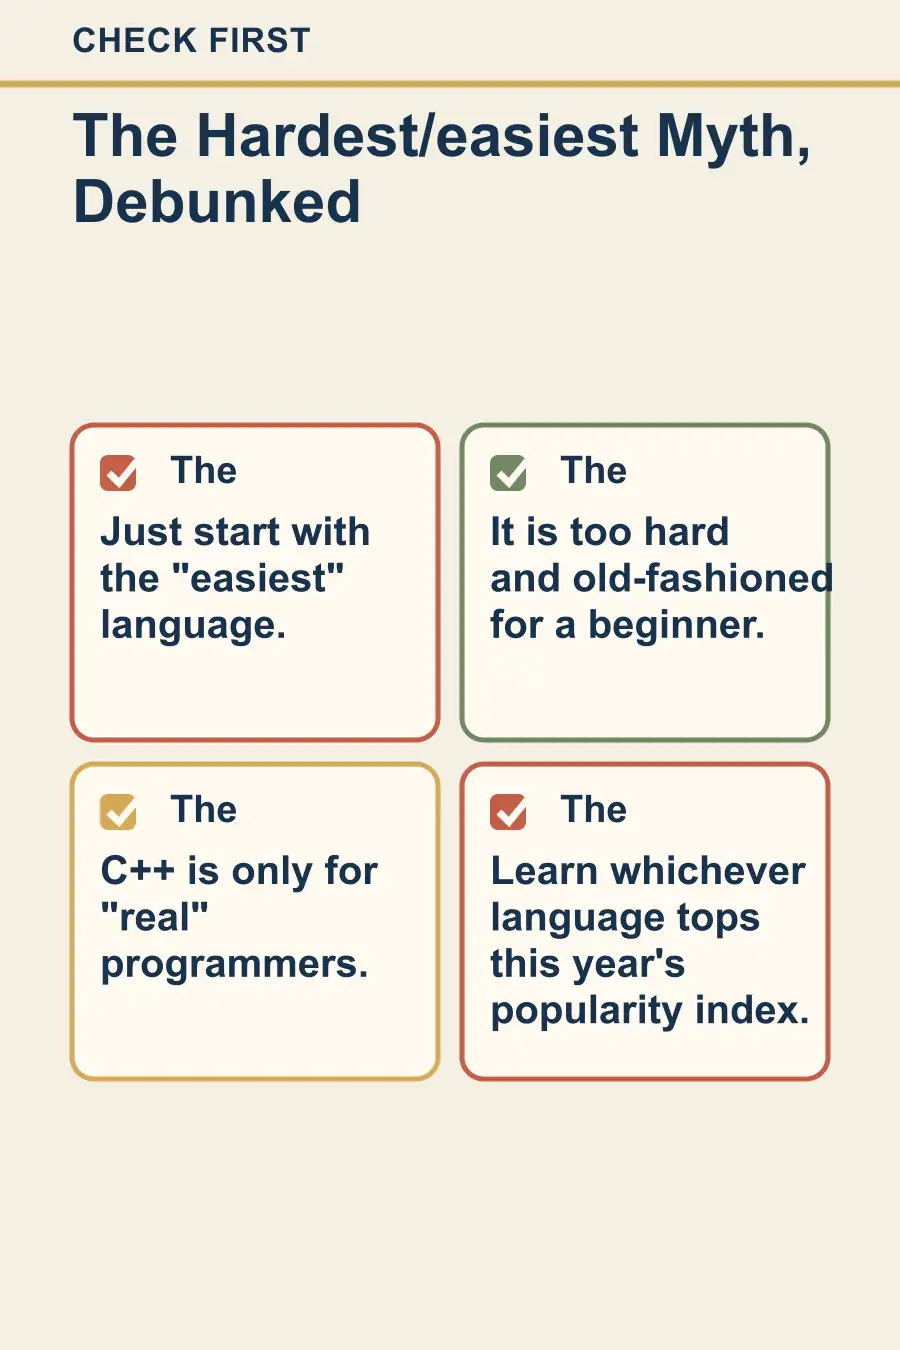 CHECK FIRST
The Hardest/easiest Myth,
Debunked
The
Just start with
the "easiest"
language.
The
It is too hard
and old-fashioned
for a beginner.
The
C++ is only for
"real"
programmers.
The
Learn whichever
language tops
this year's
popularity index.